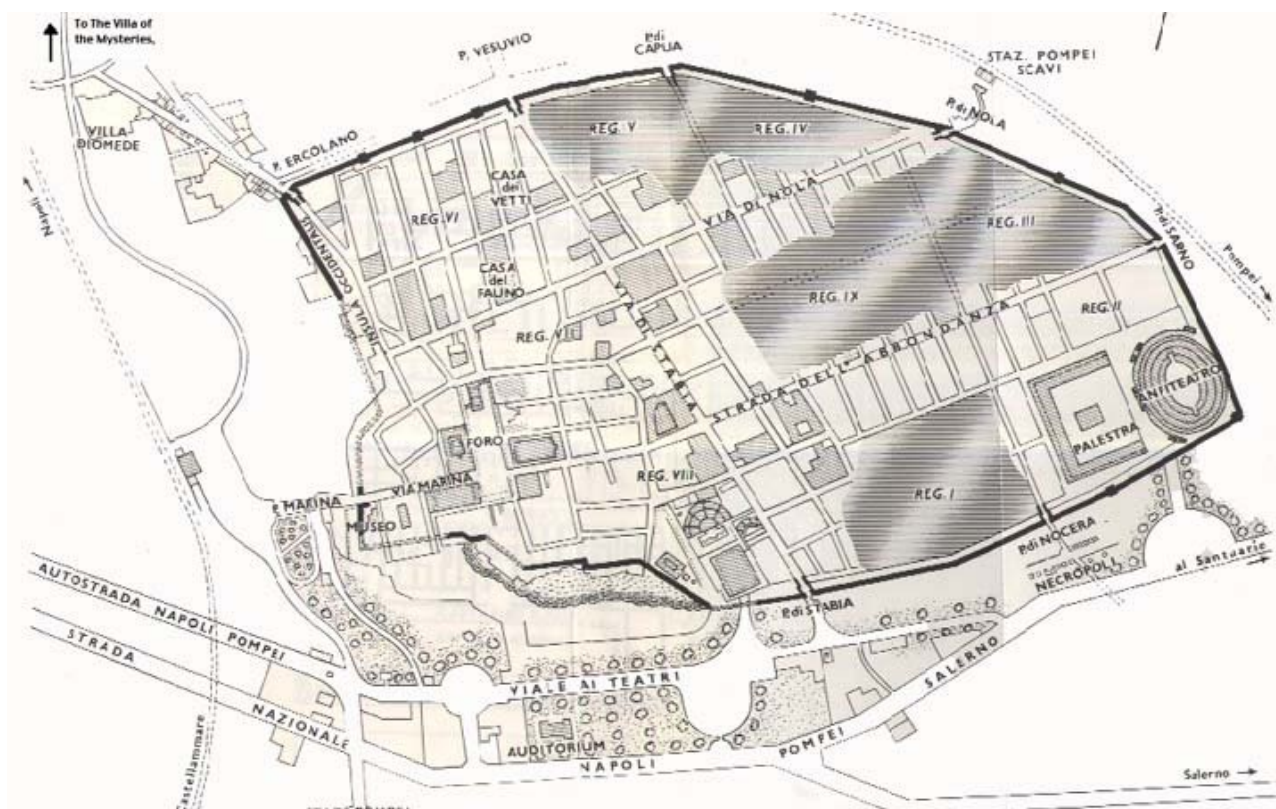 To The Villa of
the Mysteries,
P. VESUVIO
P. di
CAPUA
STAZ. POMPEI
SCAVI
P. di NOLA
VILLA
DIOMEDE
P. ERCOLANO
REG. V
REG. IV
Napoli
CASA
dei
VETTI
REG. VI
VIA DI NOLA
REG. III
P. di SARNO
Pompei
INSULA OCCIDENTALIS
CASA
del
FAUNO
REG. IX
REG. II
VIA DI STABIA
STRADA DELL'ABBONDANZA
ANFITEATRO
PALESTRA
FORO
REG. VIII
REG. I
P. MARINA
VIA MARINA
MUSEO
P. di NOCERA
NECROPOLI
al Santuario
P. di STABIA
AUTOSTRADA NAPOLI POMPEI
STRADA
NAZIONALE
VIALE AI TEATRI
SALERNO
POMPEI
AUDITORIUM
NAPOLI
Castellammare
Salerno